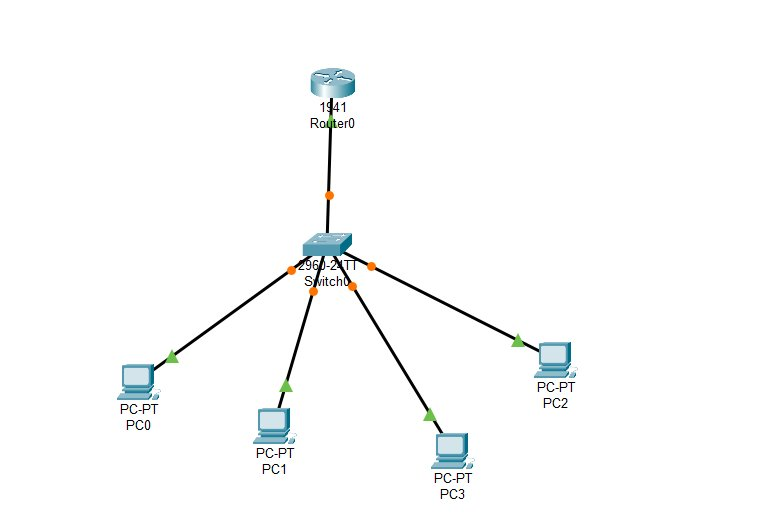 1941
Router0
2960-24TT
Switch0
PC-PT
PC2
PC-PT
PC0
PC-PT
PC1
PC-PT
PC3